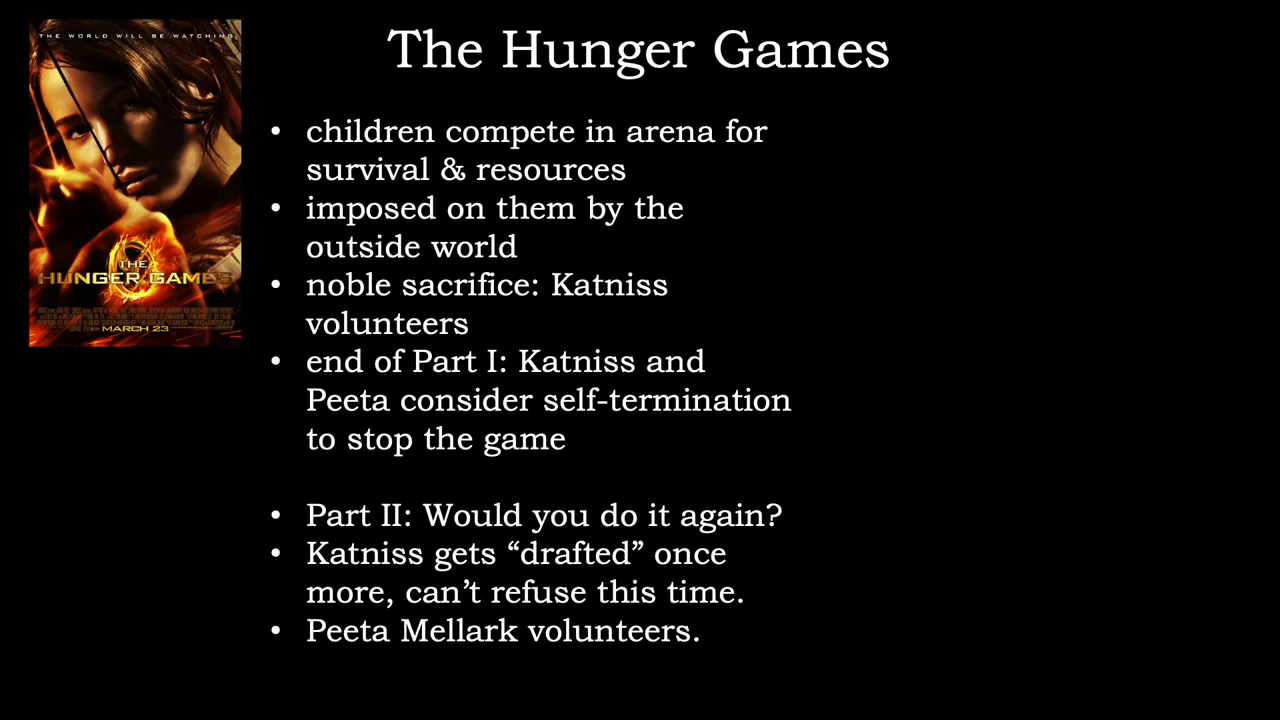 The Hunger Games
THE WORLD WILL BE WATCHING
• children compete in arena for
survival & resources
• imposed on them by the
outside world
• noble sacrifice: Katniss
volunteers
• end of Part I: Katniss and
Peeta consider self-termination
to stop the game
• Part II: Would you do it again?
• Katniss gets “drafted” once
more, can’t refuse this time.
• Peeta Mellark volunteers.
THE
HUNGER GAMES
MARCH 23